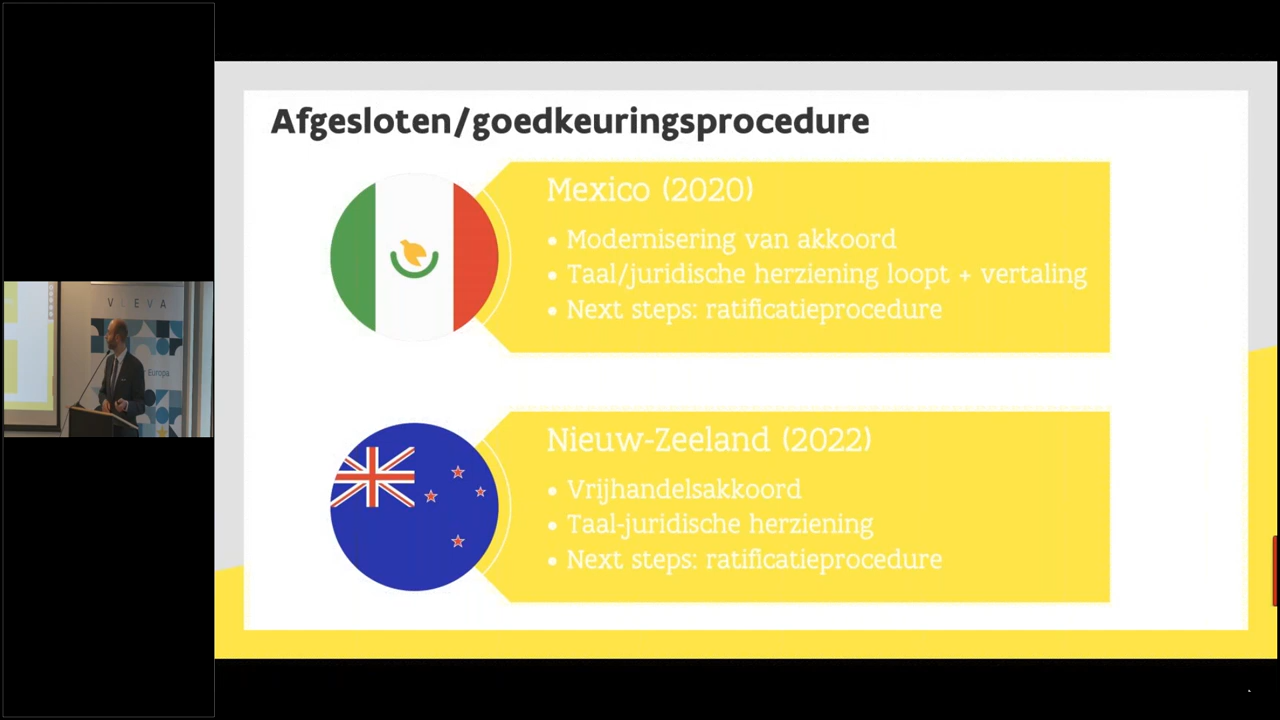 Afgesloten/goedkeuringsprocedure
Mexico (2020)
• Modernisering van akkoord
• Taal/juridische herziening loopt + vertaling
• Next steps: ratificatieprocedure
Nieuw-Zeeland (2022)
• Vrijhandelsakkoord
• Taal-juridische herziening
• Next steps: ratificatieprocedure
VLEVA
Europa